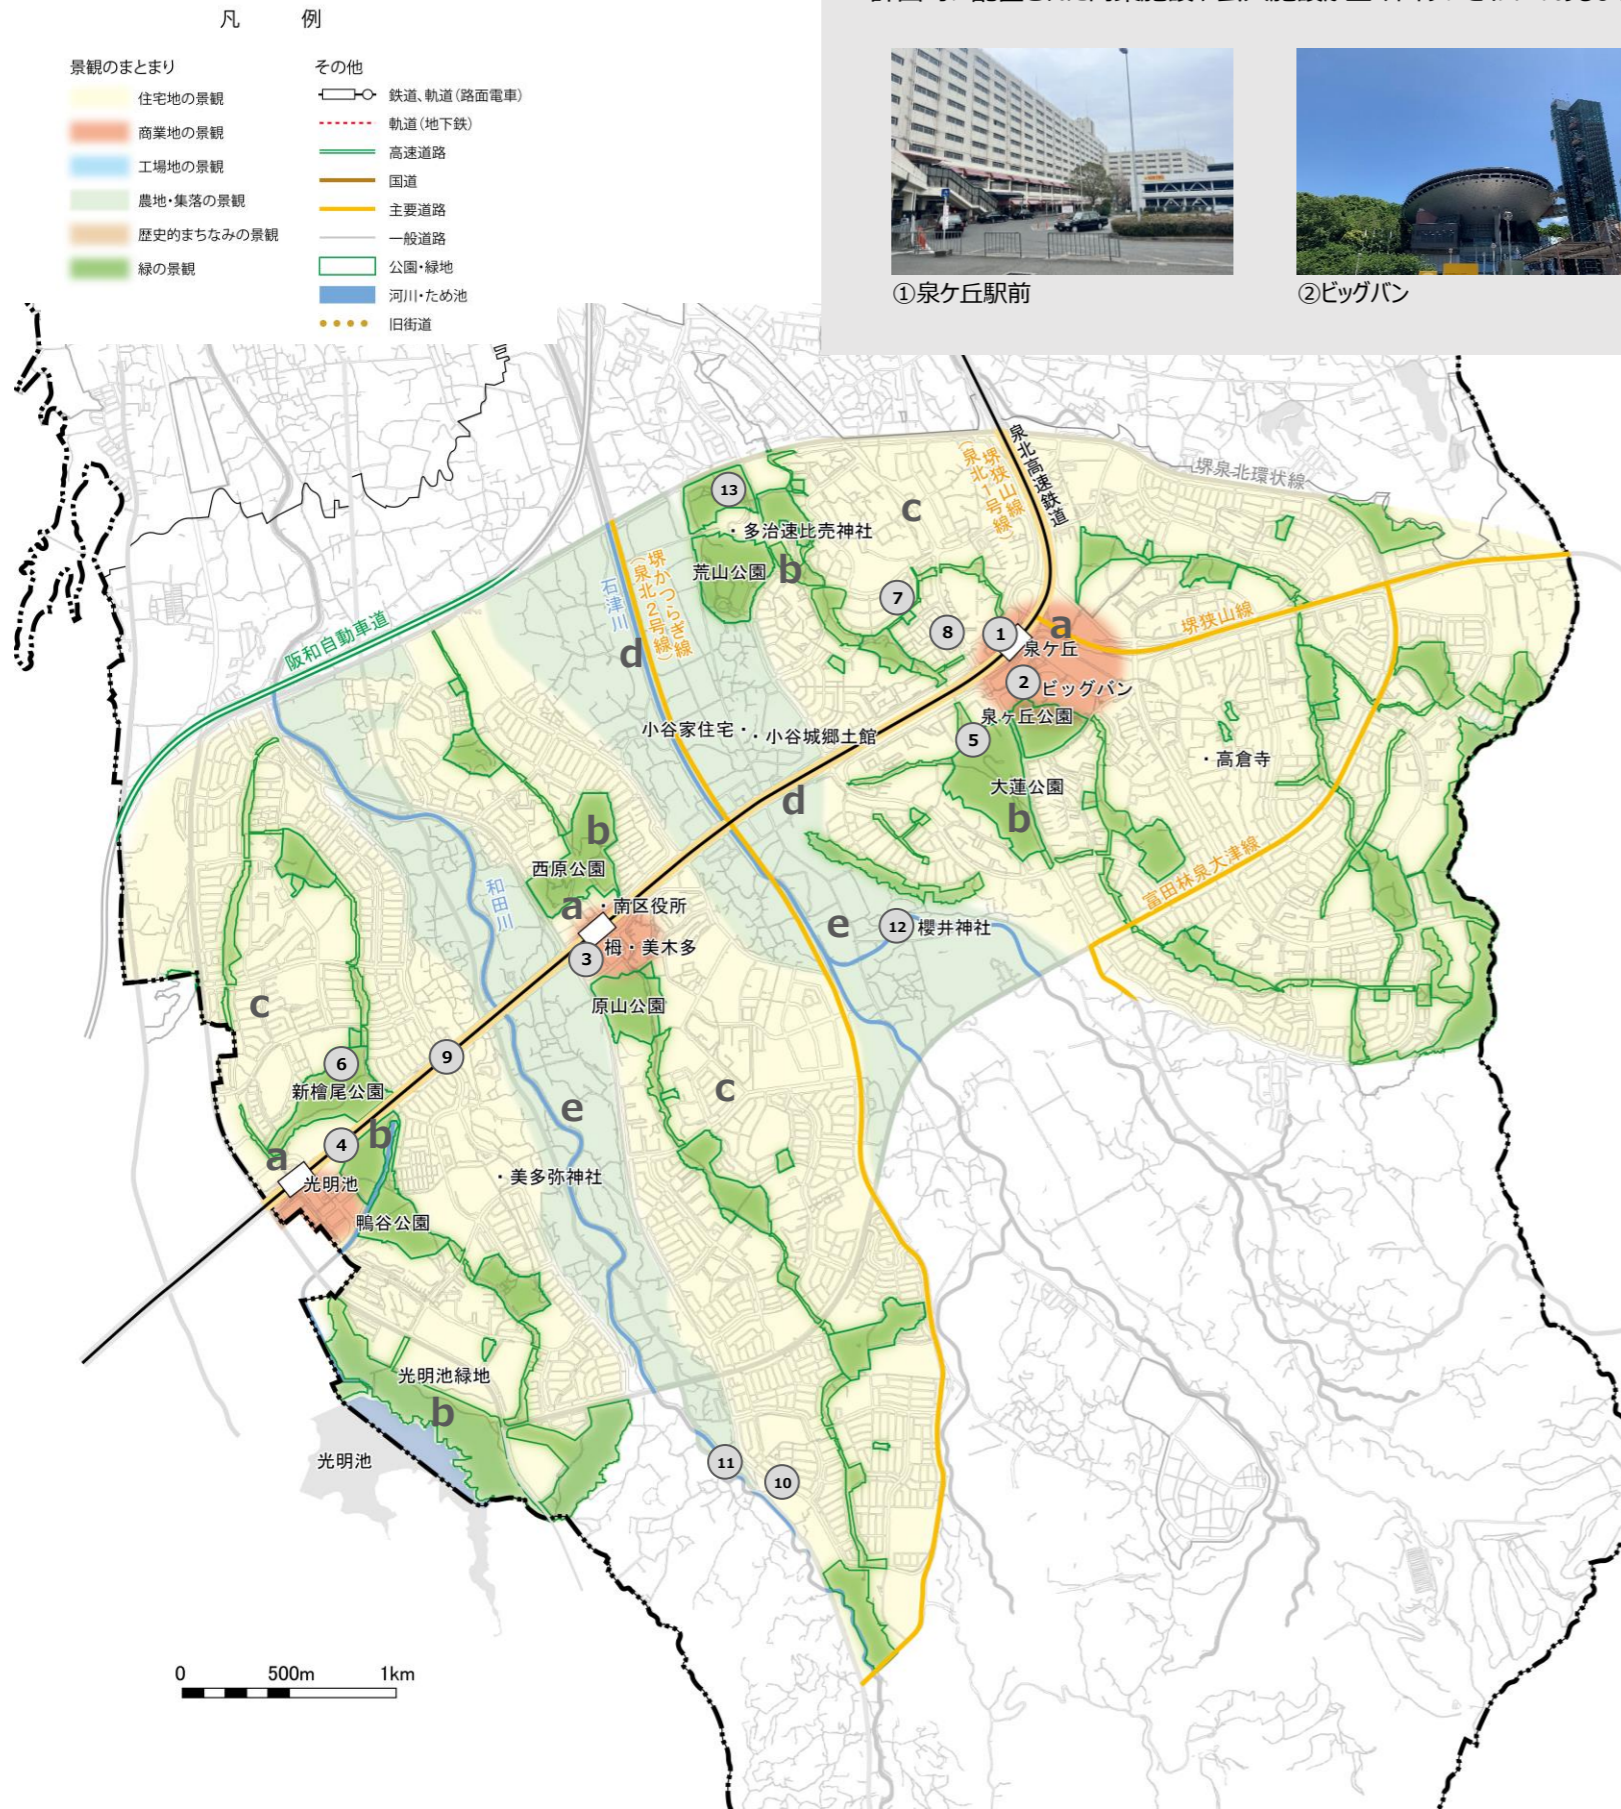 凡 例
景観のまとまり
住宅地の景観
商業地の景観
工場地の景観
農地・集落の景観
歴史的まちなみの景観
緑の景観
その他
鉄道、軌道（路面電車）
軌道（地下鉄）
高速道路
国道
主要道路
一般道路
公園・緑地
河川・ため池
旧街道
①泉ケ丘駅前
②ビッグバン
泉北高速鉄道
堺狭山線
（泉北1号線）
堺泉北環状線
c
13
・多治速比売神社
荒山公園
b
堺かつらぎ線
（泉北2号線）
石津川
d
阪和自動車道
7
8
1
a
泉ケ丘
堺狭山線
2
ビッグバン
泉ケ丘公園
5
小谷家住宅・
・小谷城郷土館
・高倉寺
大蓮公園
b
d
b
西原公園
富田林泉大津線
和田川
a
・南区役所
栂・美木多
3
e
12
櫻井神社
原山公園
c
9
6
新檜尾公園
c
e
4
b
a
光明池
・美多弥神社
鴨谷公園
光明池緑地
b
光明池
11
10
0 500m 1km